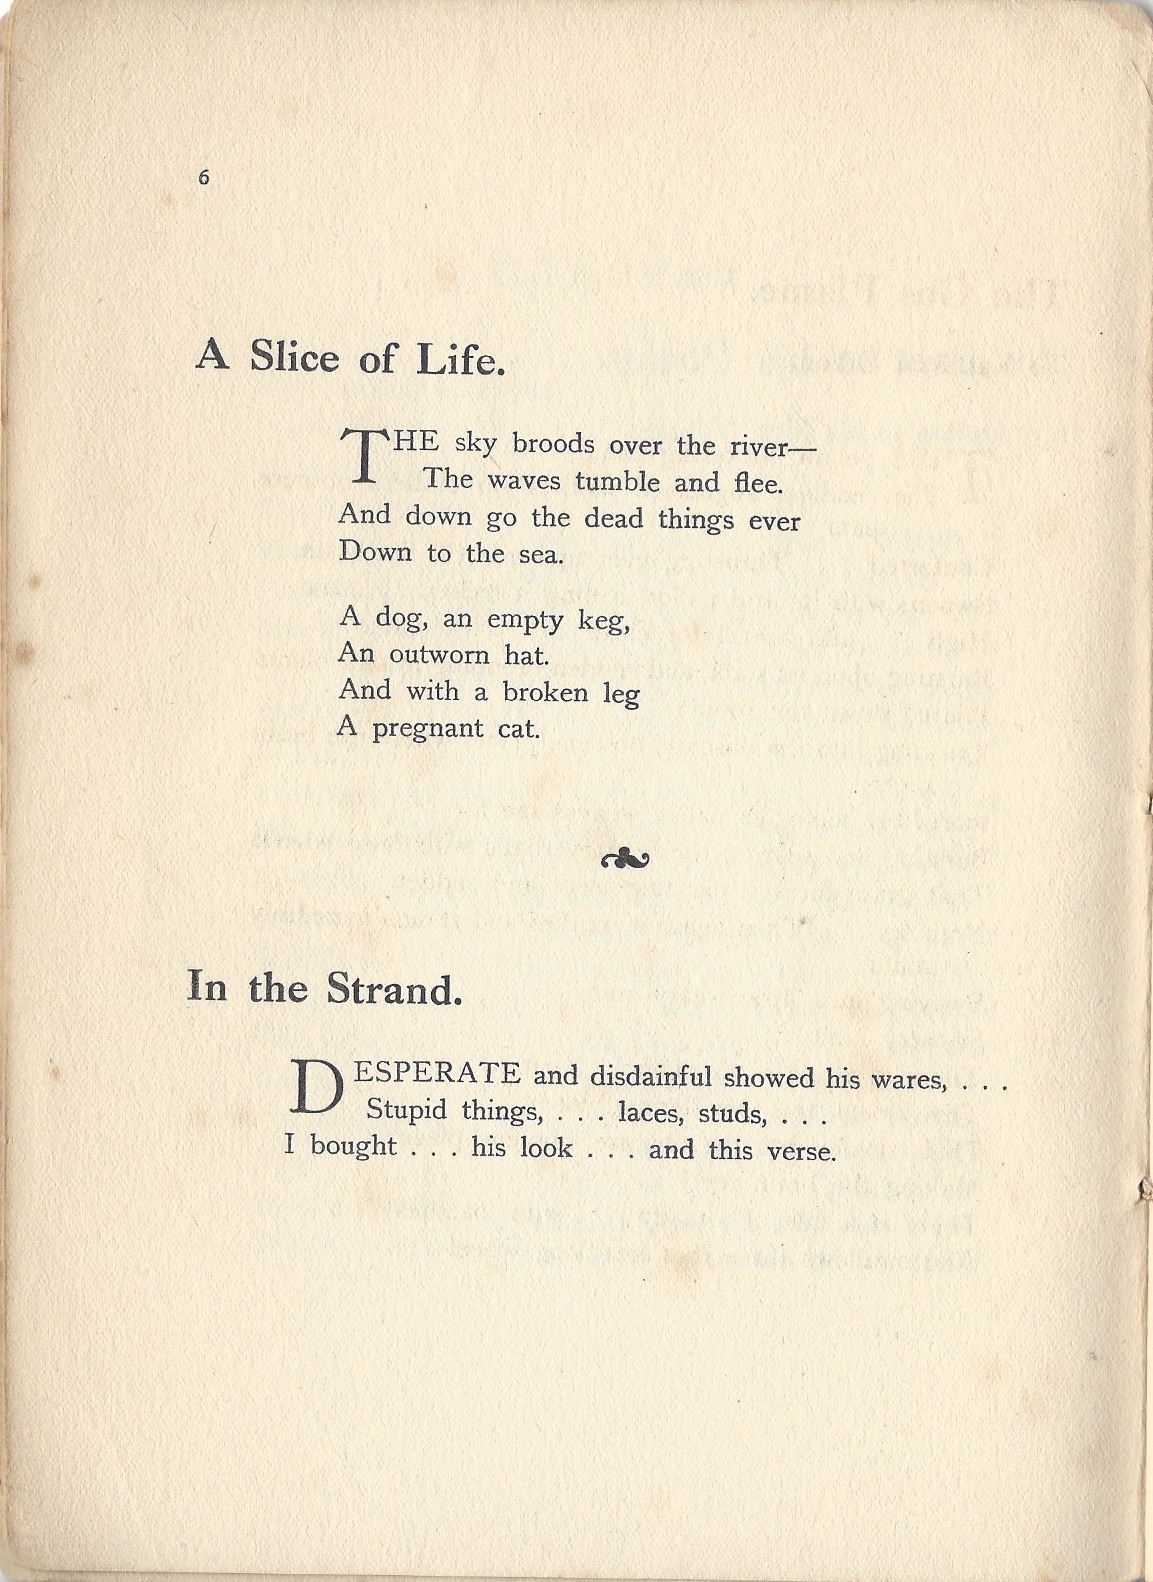 6
A Slice of Life.
THE sky broods over the river—
The waves tumble and flee.
And down go the dead things ever
Down to the sea.
A dog, an empty keg,
An outworn hat.
And with a broken leg
A pregnant cat.
In the Strand.
DESPERATE and disdainful showed his wares, . . .
Stupid things, . . . laces, studs, . . .
I bought . . . his look . . . and this verse.